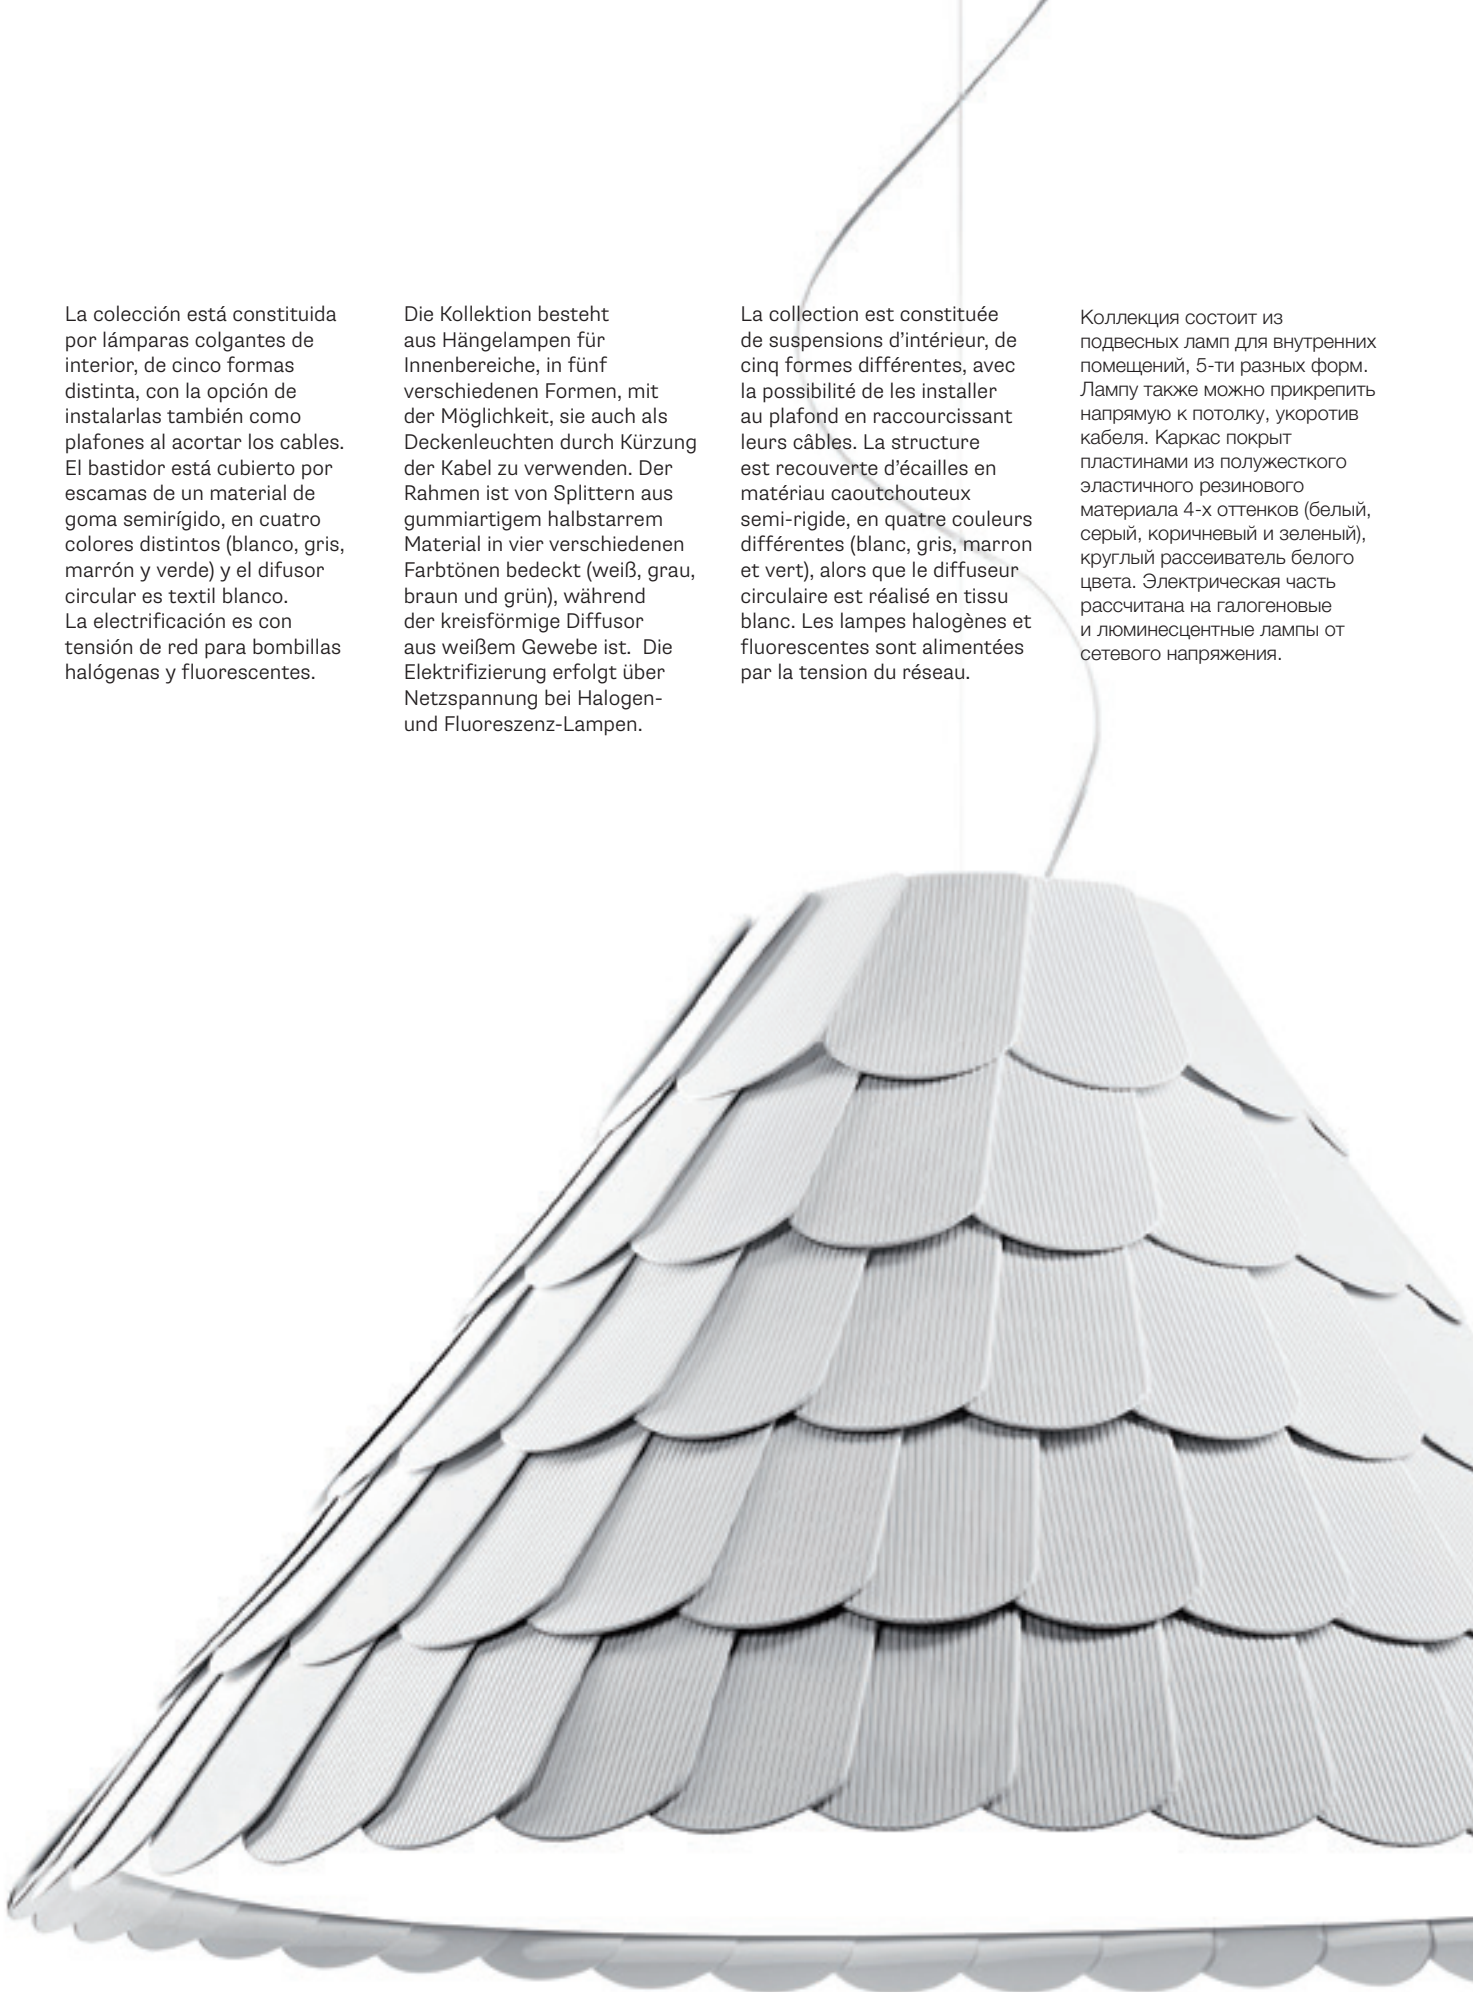 La colección está constituida
por lámparas colgantes de
interior, de cinco formas
distinta, con la opción de
instalarlas también como
plafones al acortar los cables.
El bastidor está cubierto por
escamas de un material de
goma semirígido, en cuatro
colores distintos (blanco, gris,
marrón y verde) y el difusor
circular es textil blanco.
La electrificación es con
tensión de red para bombillas
halógenas y fluorescentes.
Die Kollektion besteht
aus Hängelampen für
Innenbereiche, in fünf
verschiedenen Formen, mit
der Möglichkeit, sie auch als
Deckenleuchten durch Kürzung
der Kabel zu verwenden. Der
Rahmen ist von Splittern aus
gummiartigem halbstarrem
Material in vier verschiedenen
Farbtönen bedeckt (weiß, grau,
braun und grün), während
der kreisförmige Diffusor
aus weißem Gewebe ist.  Die
Elektrifizierung erfolgt über
Netzspannung bei Halogen-
und Fluoreszenz-Lampen.
La collection est constituée
de suspensions d’intérieur, de
cinq formes différentes, avec
la possibilité de les installer
au plafond en raccourcissant
leurs câbles. La structure
est recouverte d’écailles en
matériau caoutchouteux
semi-rigide, en quatre couleurs
différentes (blanc, gris, marron
et vert), alors que le diffuseur
circulaire est réalisé en tissu
blanc. Les lampes halogènes et
fluorescentes sont alimentées
par la tension du réseau.
Коллекция состоит из
подвесных ламп для внутренних
помещений, 5-ти разных форм.
Лампу также можно прикрепить
напрямую к потолку, укоротив
кабеля. Каркас покрыт
пластинами из полужесткого
эластичного резинового
материала 4-х оттенков (белый,
серый, коричневый и зеленый),
круглый рассеиватель белого
цвета. Электрическая часть
рассчитана на галогеновые
и люминесцентные лампы от
сетевого напряжения.